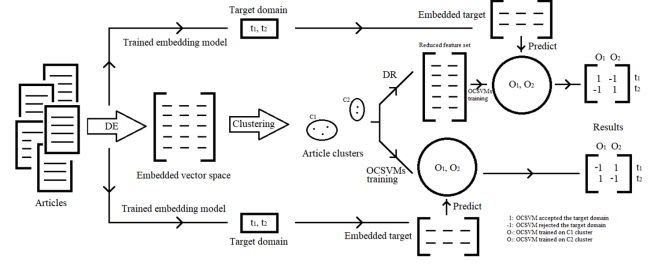 Target domain
t₁, t₂
Trained embedding model
Embedded target
Predict
Reduced feature set
O₁ O₂
1 -1 t₁
-1 1 t₂
DR
OCSVMs
training
O₁, O₂
C2
C1
DE
Clustering
Results
Articles
Embedded vector space
Article clusters
OCSVMs
training
O₁, O₂
O₁ O₂
-1 1 t₁
1 -1 t₂
Trained embedding model
t₁, t₂
Target domain
Embedded target
Predict
1: OCSVM accepted the target domain
-1: OCSVM rejected the target domain
O₁: OCSVM trained on C1 cluster
O₂: OCSVM trained on C2 cluster